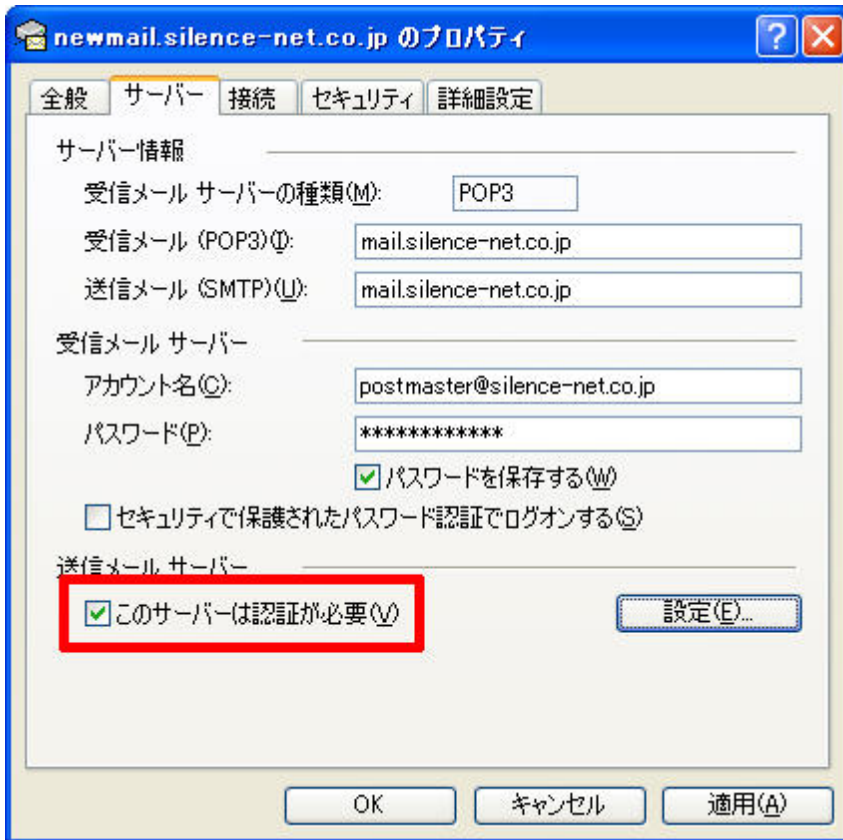 newmail.silence-net.co.jp のプロパティ
全般 サーバー 接続 セキュリティ 詳細設定
サーバー情報
受信メール サーバーの種類(M): POP3
受信メール (POP3)(I): mail.silence-net.co.jp
送信メール (SMTP)(U): mail.silence-net.co.jp
受信メール サーバー
アカウント名(C): postmaster@silence-net.co.jp
パスワード(P): ************
パスワードを保存する(W)
セキュリティで保護されたパスワード認証でログオンする(S)
送信メール サーバー
このサーバーは認証が必要(V) 設定(E)...
OK キャンセル 適用(A)